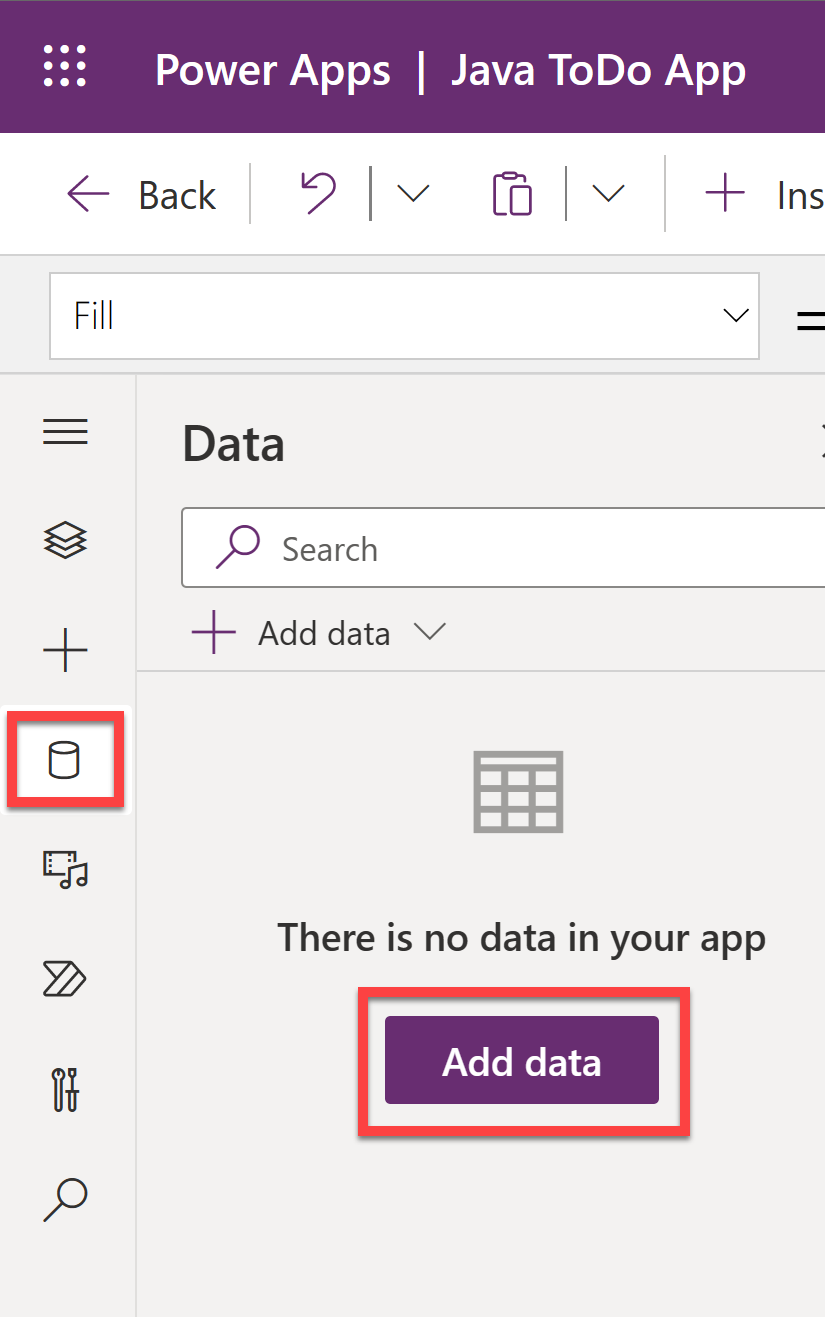 Power Apps | Java ToDo App
Back
Ins
Fill
=
Data
Search
Add data
There is no data in your app
Add data